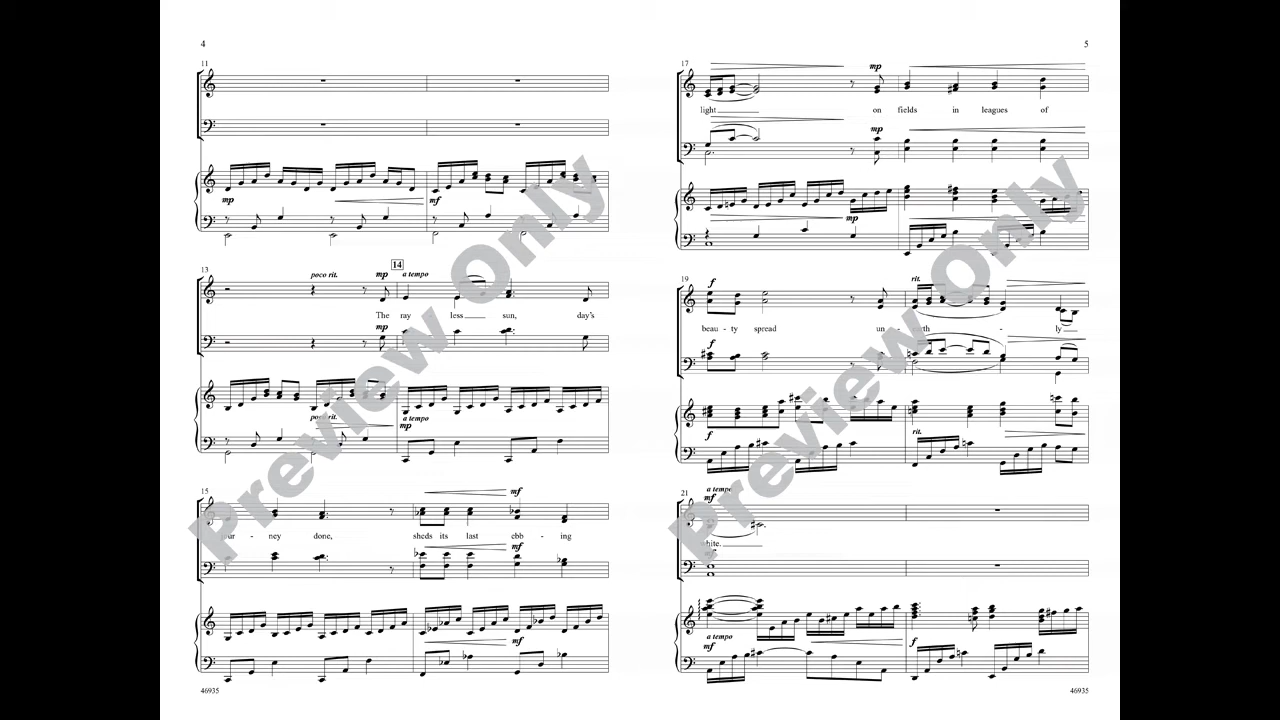 4
11
mp
mf
13
poco rit.
mp
14
a tempo
The ray less sun, day's
mp
poco rit.
a tempo
mp
15
mf
jour - ney done, sheds its last ebb - ing
mf
mf
46935
5
17
mp
light on fields in leagues of
mp
mp
19
f
rit.
beau - ty spread un - earth - ly
f
f
rit.
21
a tempo
mf
white.
mf
a tempo
mf
f
46935
Preview Only
Preview Only